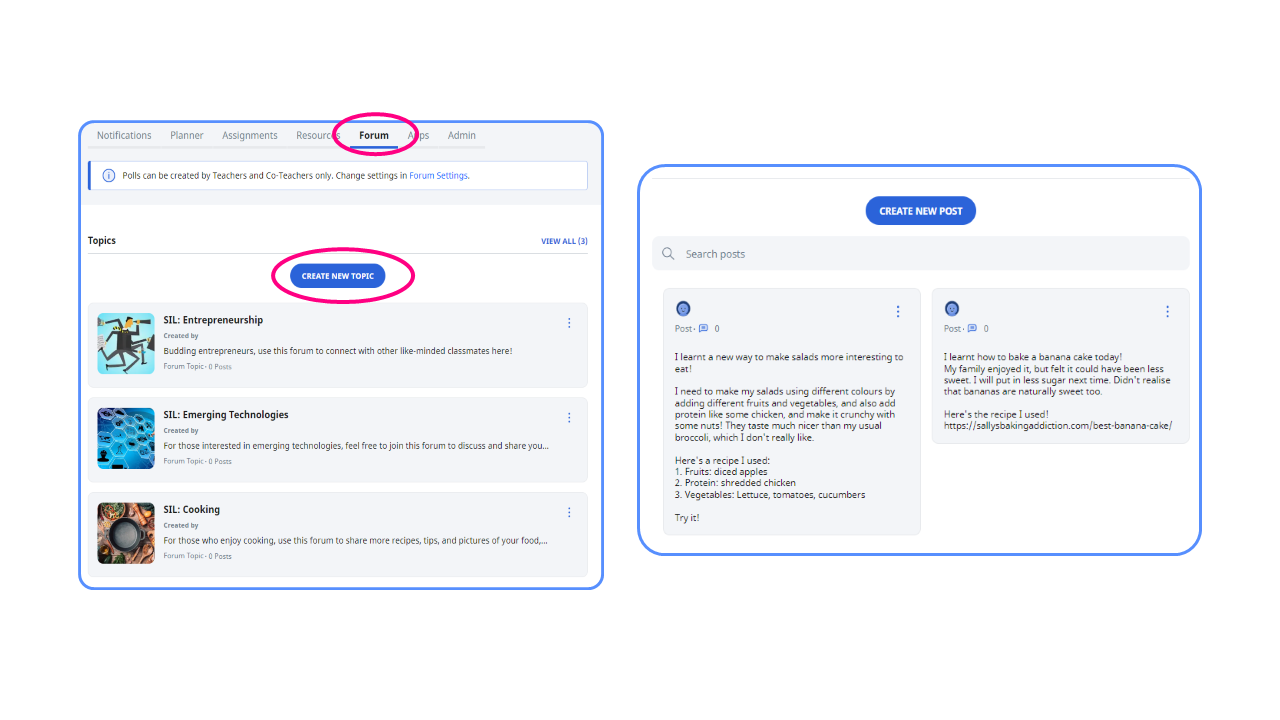 Notifications Planner Assignments Resources Forum Apps Admin
Polls can be created by Teachers and Co-Teachers only. Change settings in Forum Settings.
Topics
VIEW ALL (3)
CREATE NEW TOPIC
SIL: Entrepreneurship
Created by
Budding entrepreneurs, use this forum to connect with other like-minded classmates here!
Forum Topic · 0 Posts
SIL: Emerging Technologies
Created by
For those interested in emerging technologies, feel free to join this forum to discuss and share you...
Forum Topic · 0 Posts
SIL: Cooking
Created by
For those who enjoy cooking, use this forum to share more recipes, tips, and pictures of your food,...
Forum Topic · 0 Posts
CREATE NEW POST
Search posts
Post · 0
I learnt a new way to make salads more interesting to
eat!
I need to make my salads using different colours by
adding different fruits and vegetables, and also add
protein like some chicken, and make it crunchy with
some nuts! They taste much nicer than my usual
broccoli, which I don't really like.
Here's a recipe I used:
1. Fruits: diced apples
2. Protein: shredded chicken
3. Vegetables: Lettuce, tomatoes, cucumbers
Try it!
Post · 0
I learnt how to bake a banana cake today!
My family enjoyed it, but felt it could have been less
sweet. I will put in less sugar next time. Didn't realise
that bananas are naturally sweet too.
Here's the recipe I used!
https://sallysbakingaddiction.com/best-banana-cake/